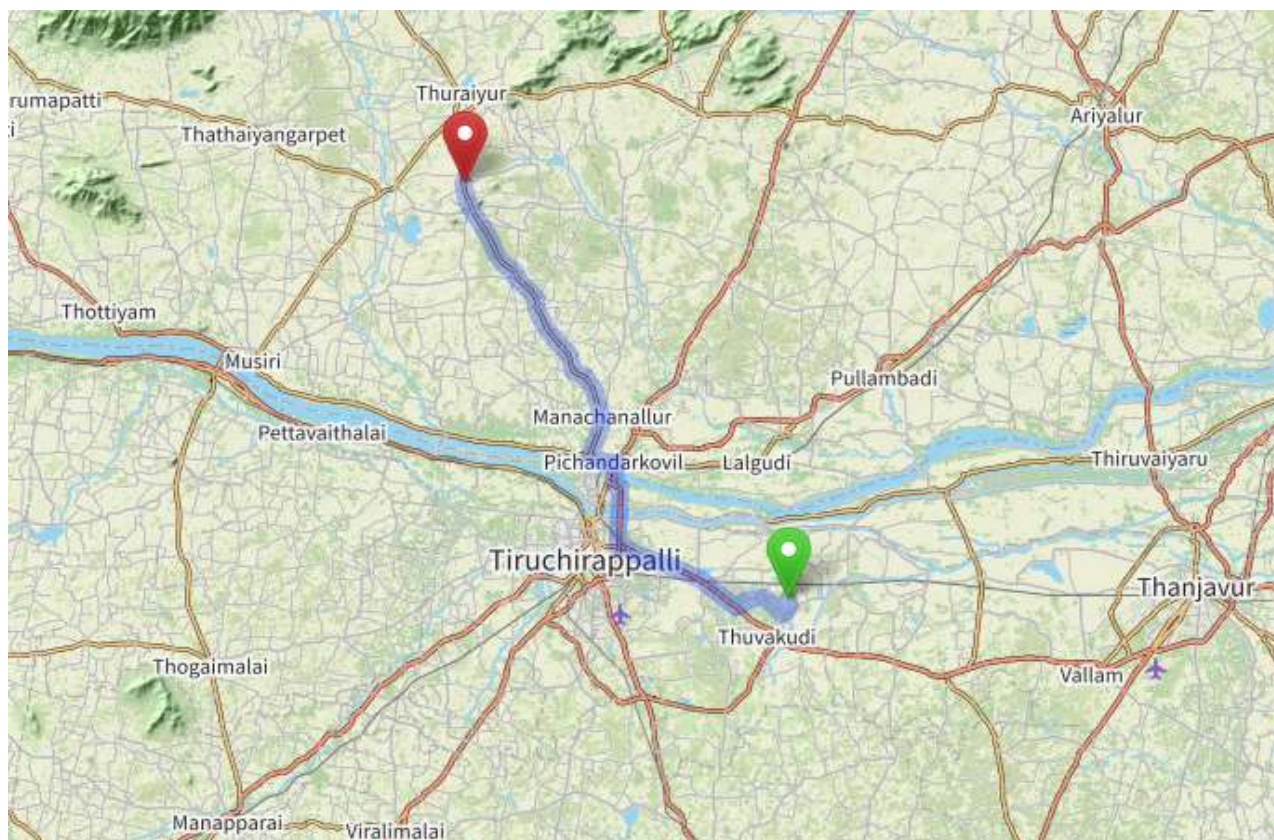 Thuraiyur
rumapatti
Ariyalur
ti
Thathaiyangarpet
Thottiyam
Musiri
Pullambadi
Manachanallur
Pettavaithalai
Pichandarkovil
Lalgudi
Thiruvaiyaru
Tiruchirappalli
Thanjavur
Thuvakudi
Thogaimalai
Vallam
Manapparai
Viralimalai